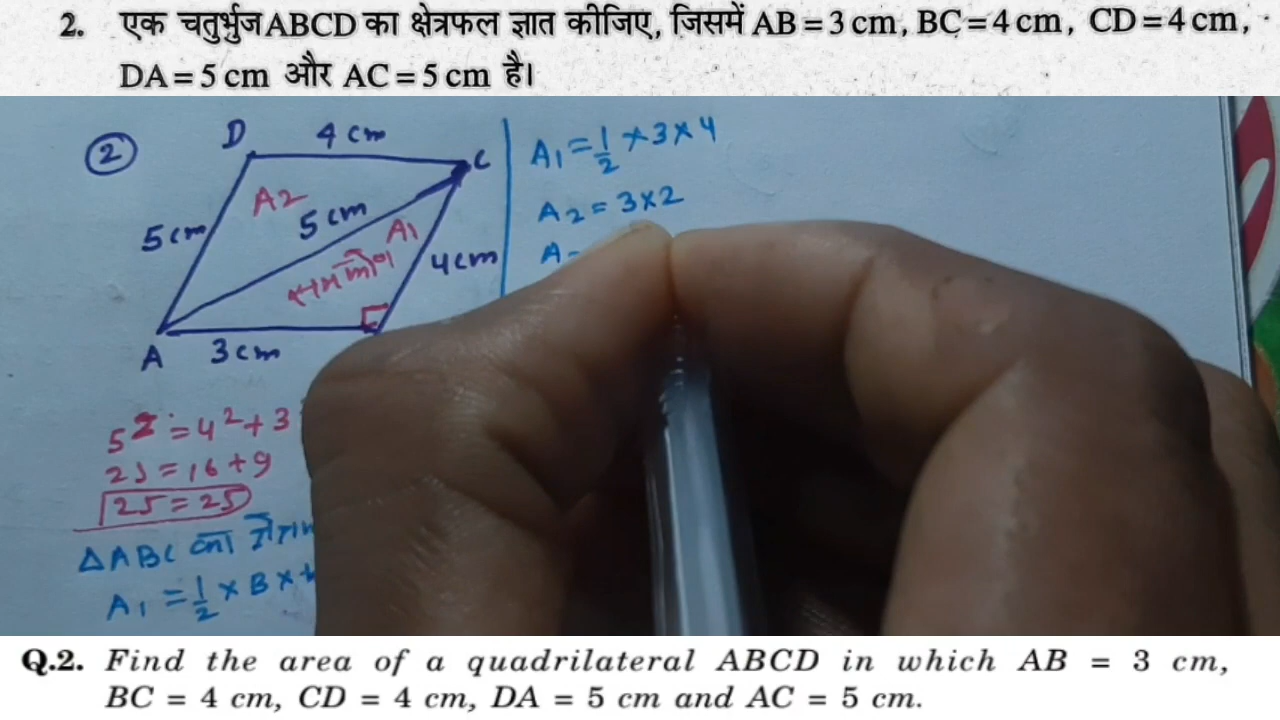 2. एक चतुर्भुज ABCD का क्षेत्रफल ज्ञात कीजिए, जिसमें AB = 3 cm, BC = 4 cm, CD = 4 cm,
DA = 5 cm और AC = 5 cm है।
2
D 4 cm C
A2
5 cm
5 cm
A1
समकोण
4 cm
A 3 cm
5² = 4² + 3
25 = 16 + 9
25 = 25
ΔABC का
A1 = 1/2 × B ×
A1 = 1/2 × 3 × 4
A2 = 3 × 2
A =
Q.2. Find the area of a quadrilateral ABCD in which AB = 3 cm,
BC = 4 cm, CD = 4 cm, DA = 5 cm and AC = 5 cm.